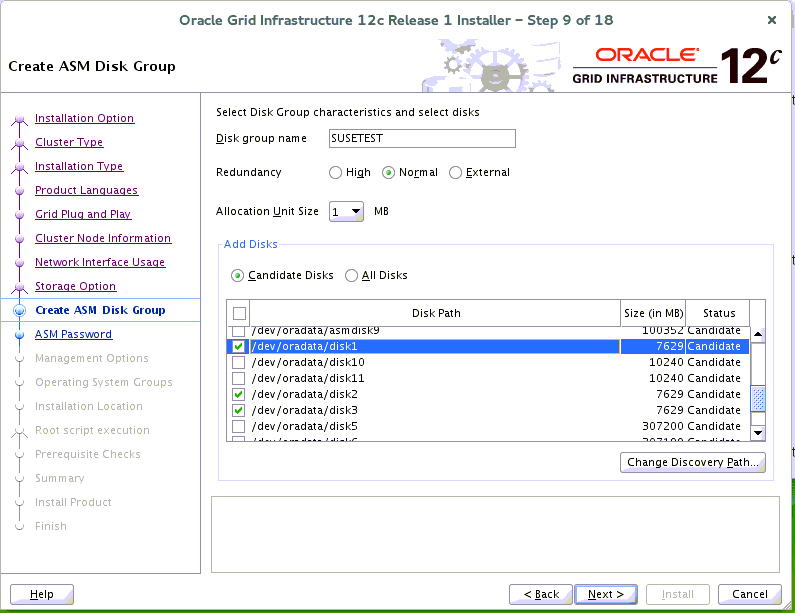 Oracle Grid Infrastructure 12c Release 1 Installer – Step 9 of 18
Create ASM Disk Group
ORACLE
GRID INFRASTRUCTURE
12c
Installation Option
Cluster Type
Installation Type
Product Languages
Grid Plug and Play
Cluster Node Information
Network Interface Usage
Storage Option
Create ASM Disk Group
ASM Password
Management Options
Operating System Groups
Installation Location
Root script execution
Prerequisite Checks
Summary
Install Product
Finish
Select Disk Group characteristics and select disks
Disk group name SUSETEST
Redundancy High Normal External
Allocation Unit Size 1 MB
Add Disks
Candidate Disks All Disks
Disk Path Size (in MB) Status
/dev/oradata/asmdisk9 100352 Candidate
/dev/oradata/disk1 7629 Candidate
/dev/oradata/disk10 10240 Candidate
/dev/oradata/disk11 10240 Candidate
/dev/oradata/disk2 7629 Candidate
/dev/oradata/disk3 7629 Candidate
/dev/oradata/disk5 307200 Candidate
Change Discovery Path...
Help < Back Next > Install Cancel